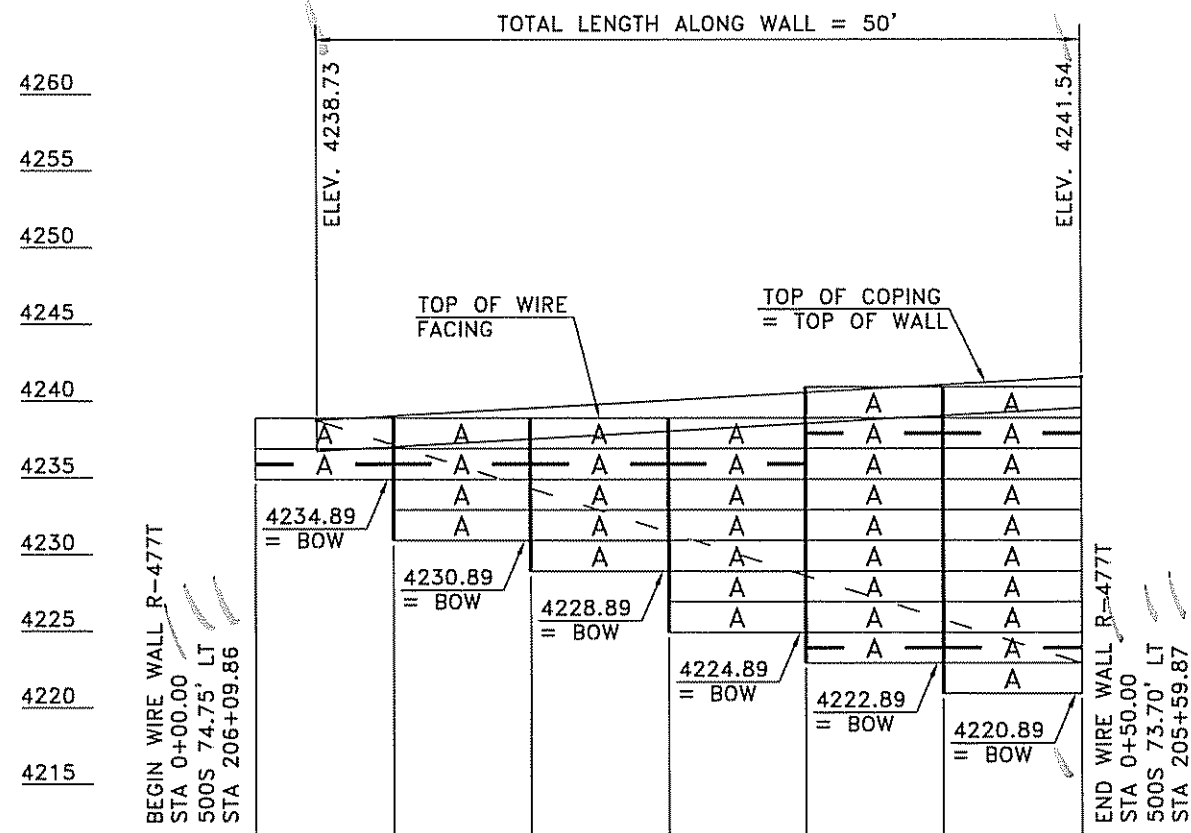 TOTAL LENGTH ALONG WALL = 50'
ELEV. 4238.73
ELEV. 4241.54
4260
4255
4250
4245
4240
4235
4230
4225
4220
4215
TOP OF WIRE
FACING
TOP OF COPING
= TOP OF WALL
A A
A A A A A A
A A A A A A
A A A A A
A A A A A
A A A A
A A A
A A A
A A
A
4234.89
= BOW
4230.89
= BOW
4228.89
= BOW
4224.89
= BOW
4222.89
= BOW
4220.89
= BOW
BEGIN WIRE WALL R-477T
STA 0+00.00
500S 74.75' LT
STA 206+09.86
END WIRE WALL R-477T
STA 0+50.00
500S 73.70' LT
STA 205+59.87